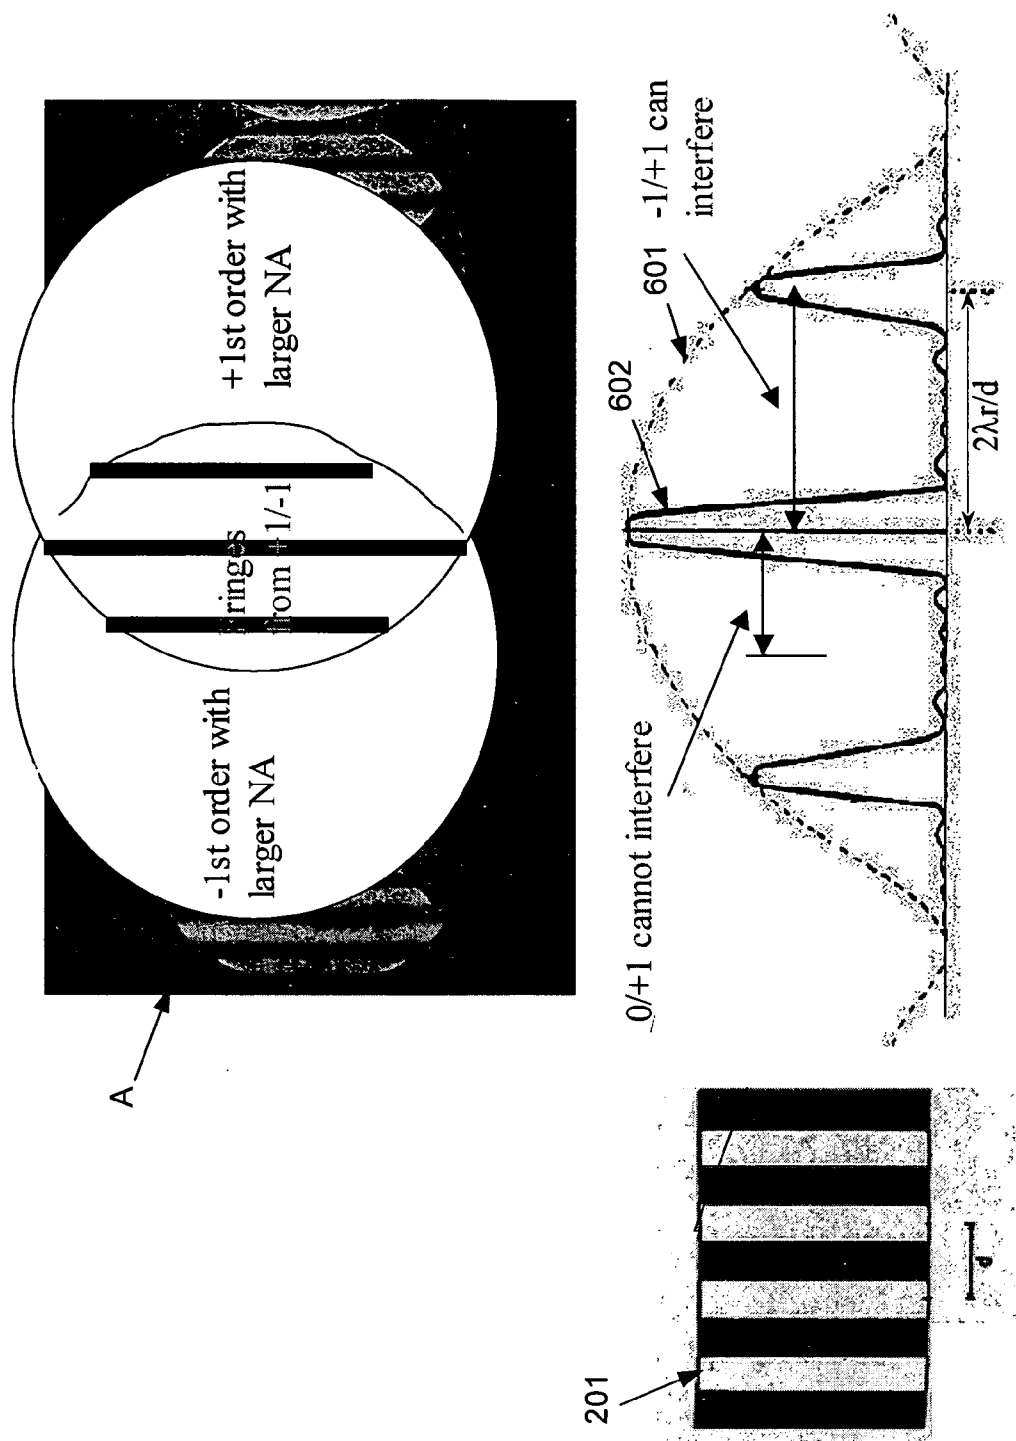 A
-1st order with
larger NA
Fringes
from +1/-1
+1st order with
larger NA
201
d
0/+1 cannot interfere
602
601
-1/+1 can
interfere
2λr/d